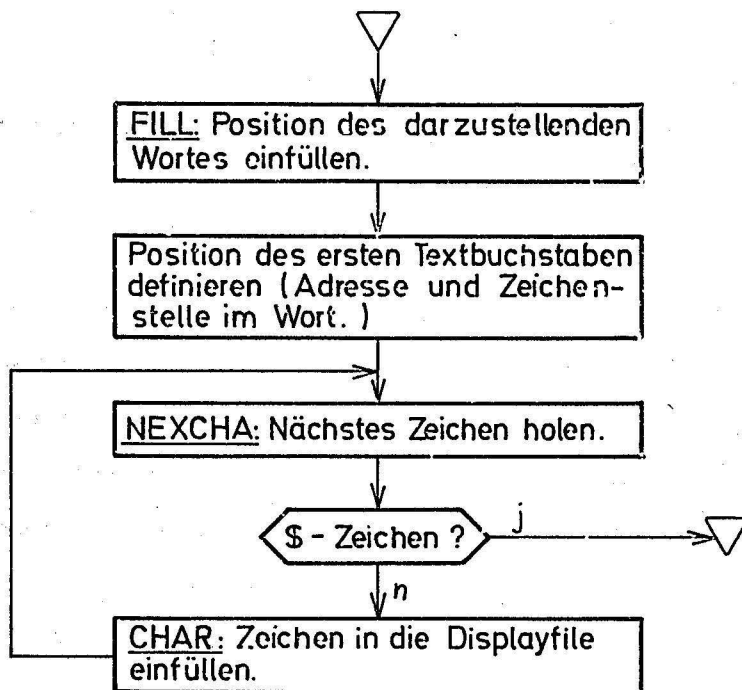 FILL: Position des darzustellenden
Wortes einfüllen.
Position des ersten Textbuchstaben
definieren (Adresse und Zeichen-
stelle im Wort.)
NEXCHA: Nächstes Zeichen holen.
$ - Zeichen ?
j
n
CHAR: Zeichen in die Displayfile
einfüllen.